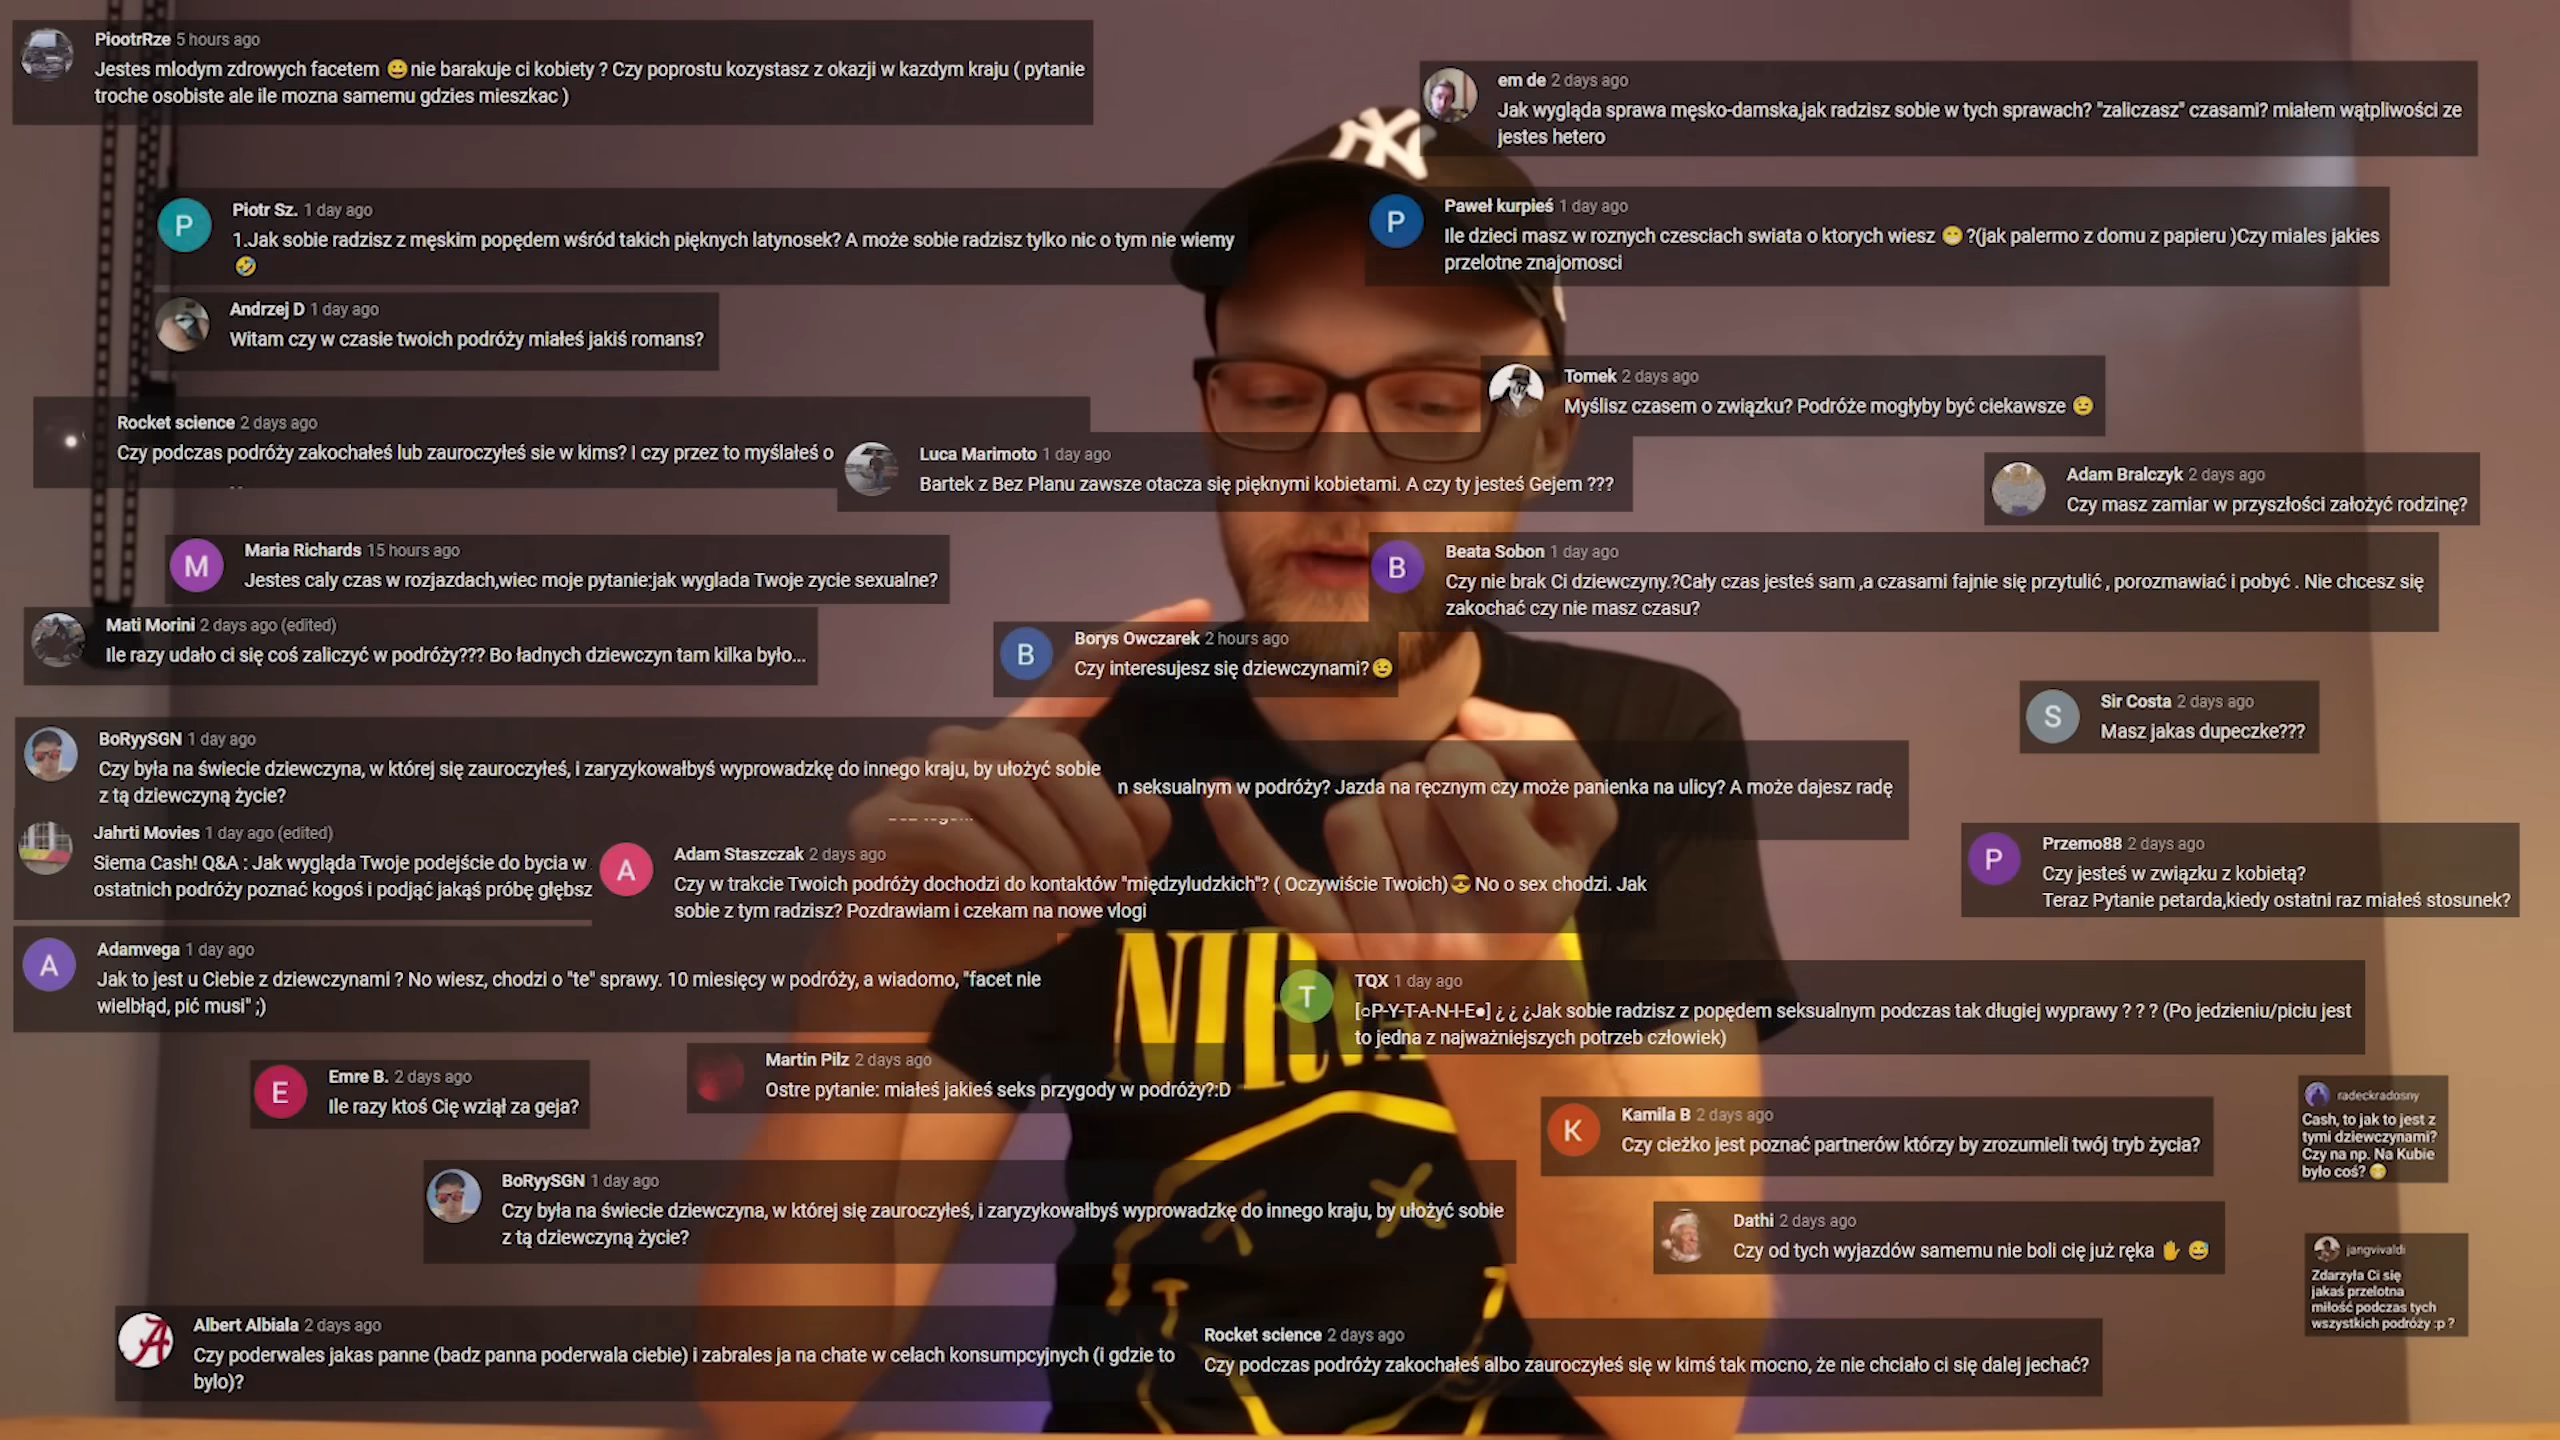 PiootrRze 5 hours ago
Jestes mlodym zdrowych facetem 😀 nie barakuje ci kobiety ? Czy poprostu kozystasz z okazji w kazdym kraju ( pytanie
troche osobiste ale ile mozna samemu gdzies mieszkac )
em de 2 days ago
Jak wygląda sprawa męsko-damska,jak radzisz sobie w tych sprawach? "zaliczasz" czasami? miałem wątpliwości ze
jestes hetero
NY
P
Piotr Sz. 1 day ago
1.Jak sobie radzisz z męskim popędem wśród takich pięknych latynosek? A może sobie radzisz tylko nic o tym nie wiemy
🤣
P
Paweł kurpieś 1 day ago
Ile dzieci masz w roznych czesciach swiata o ktorych wiesz 😁 ?(jak palermo z domu z papieru )Czy miales jakies
przelotne znajomosci
Andrzej D 1 day ago
Witam czy w czasie twoich podróży miałeś jakiś romans?
Tomek 2 days ago
Myślisz czasem o związku? Podróże mogłyby być ciekawsze 😉
Rocket science 2 days ago
Czy podczas podróży zakochałeś lub zauroczyłeś sie w kims? I czy przez to myślałeś o
Luca Marimoto 1 day ago
Bartek z Bez Planu zawsze otacza się pięknymi kobietami. A czy ty jesteś Gejem ???
Adam Bralczyk 2 days ago
Czy masz zamiar w przyszłości założyć rodzinę?
M
Maria Richards 15 hours ago
Jestes caly czas w rozjazdach,wiec moje pytanie:jak wyglada Twoje zycie sexualne?
B
Beata Sobon 1 day ago
Czy nie brak Ci dziewczyny.?Cały czas jesteś sam ,a czasami fajnie się przytulić , porozmawiać i pobyć . Nie chcesz się
zakochać czy nie masz czasu?
Mati Morini 2 days ago (edited)
Ile razy udało ci się coś zaliczyć w podróży??? Bo ładnych dziewczyn tam kilka było...
B
Borys Owczarek 2 hours ago
Czy interesujesz się dziewczynami? 😉
S
Sir Costa 2 days ago
Masz jakas dupeczke???
BoRyySGN 1 day ago
Czy była na świecie dziewczyna, w której się zauroczyłeś, i zaryzykowałbyś wyprowadzkę do innego kraju, by ułożyć sobie
z tą dziewczyną życie?
n seksualnym w podróży? Jazda na ręcznym czy może panienka na ulicy? A może dajesz radę
Jahrti Movies 1 day ago (edited)
Siema Cash! Q&A : Jak wygląda Twoje podejście do bycia w
ostatnich podróży poznać kogoś i podjąć jakąś próbę głębsz
A
Adam Staszczak 2 days ago
Czy w trakcie Twoich podróży dochodzi do kontaktów "międzyludzkich"? ( Oczywiście Twoich) 😎 No o sex chodzi. Jak
sobie z tym radzisz? Pozdrawiam i czekam na nowe vlogi
P
Przemo88 2 days ago
Czy jesteś w związku z kobietą?
Teraz Pytanie petarda,kiedy ostatni raz miałeś stosunek?
A
Adamvega 1 day ago
Jak to jest u Ciebie z dziewczynami ? No wiesz, chodzi o "te" sprawy. 10 miesięcy w podróży, a wiadomo, "facet nie
wielbłąd, pić musi" ;)
T
TQX 1 day ago
[○P-Y-T-A-N-I-E●] ¿ ¿ ¿Jak sobie radzisz z popędem seksualnym podczas tak długiej wyprawy ? ? ? (Po jedzeniu/piciu jest
to jedna z najważniejszych potrzeb człowiek)
E
Emre B. 2 days ago
Ile razy ktoś Cię wziął za geja?
Martin Pilz 2 days ago
Ostre pytanie: miałeś jakieś seks przygody w podróży?:D
K
Kamila B 2 days ago
Czy cieżko jest poznać partnerów którzy by zrozumieli twój tryb życia?
radeckradosny
Cash, to jak to jest z
tymi dziewczynami?
Czy na np. Na Kubie
było coś?
BoRyySGN 1 day ago
Czy była na świecie dziewczyna, w której się zauroczyłeś, i zaryzykowałbyś wyprowadzkę do innego kraju, by ułożyć sobie
z tą dziewczyną życie?
Dathi 2 days ago
Czy od tych wyjazdów samemu nie boli cię już ręka ✋ 😅
jangvivaldi
Zdarzyła Ci się
jakaś przelotna
miłość podczas tych
wszystkich podróży :p ?
A
Albert Albiala 2 days ago
Czy poderwales jakas panne (badz panna poderwala ciebie) i zabrales ja na chate w celach konsumpcyjnych (i gdzie to
bylo)?
Rocket science 2 days ago
Czy podczas podróży zakochałeś albo zauroczyłeś się w kimś tak mocno, że nie chciało ci się dalej jechać?